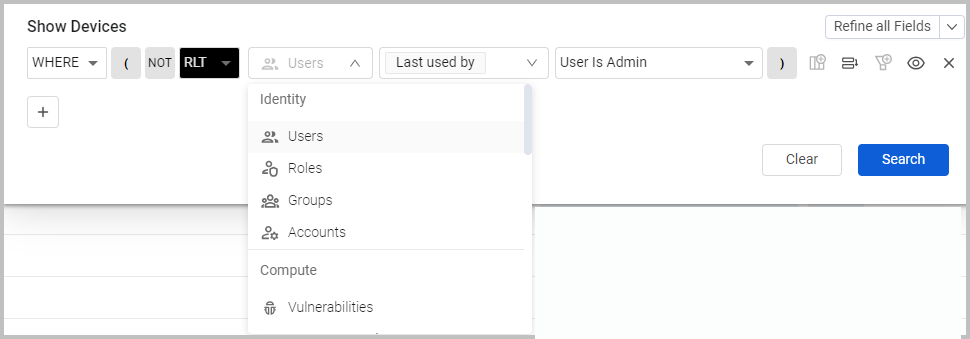 Show Devices
Refine all Fields
WHERE ( NOT RLT Users Last used by User Is Admin )
+
Identity
Users
Roles
Groups
Accounts
Compute
Vulnerabilities
Clear
Search